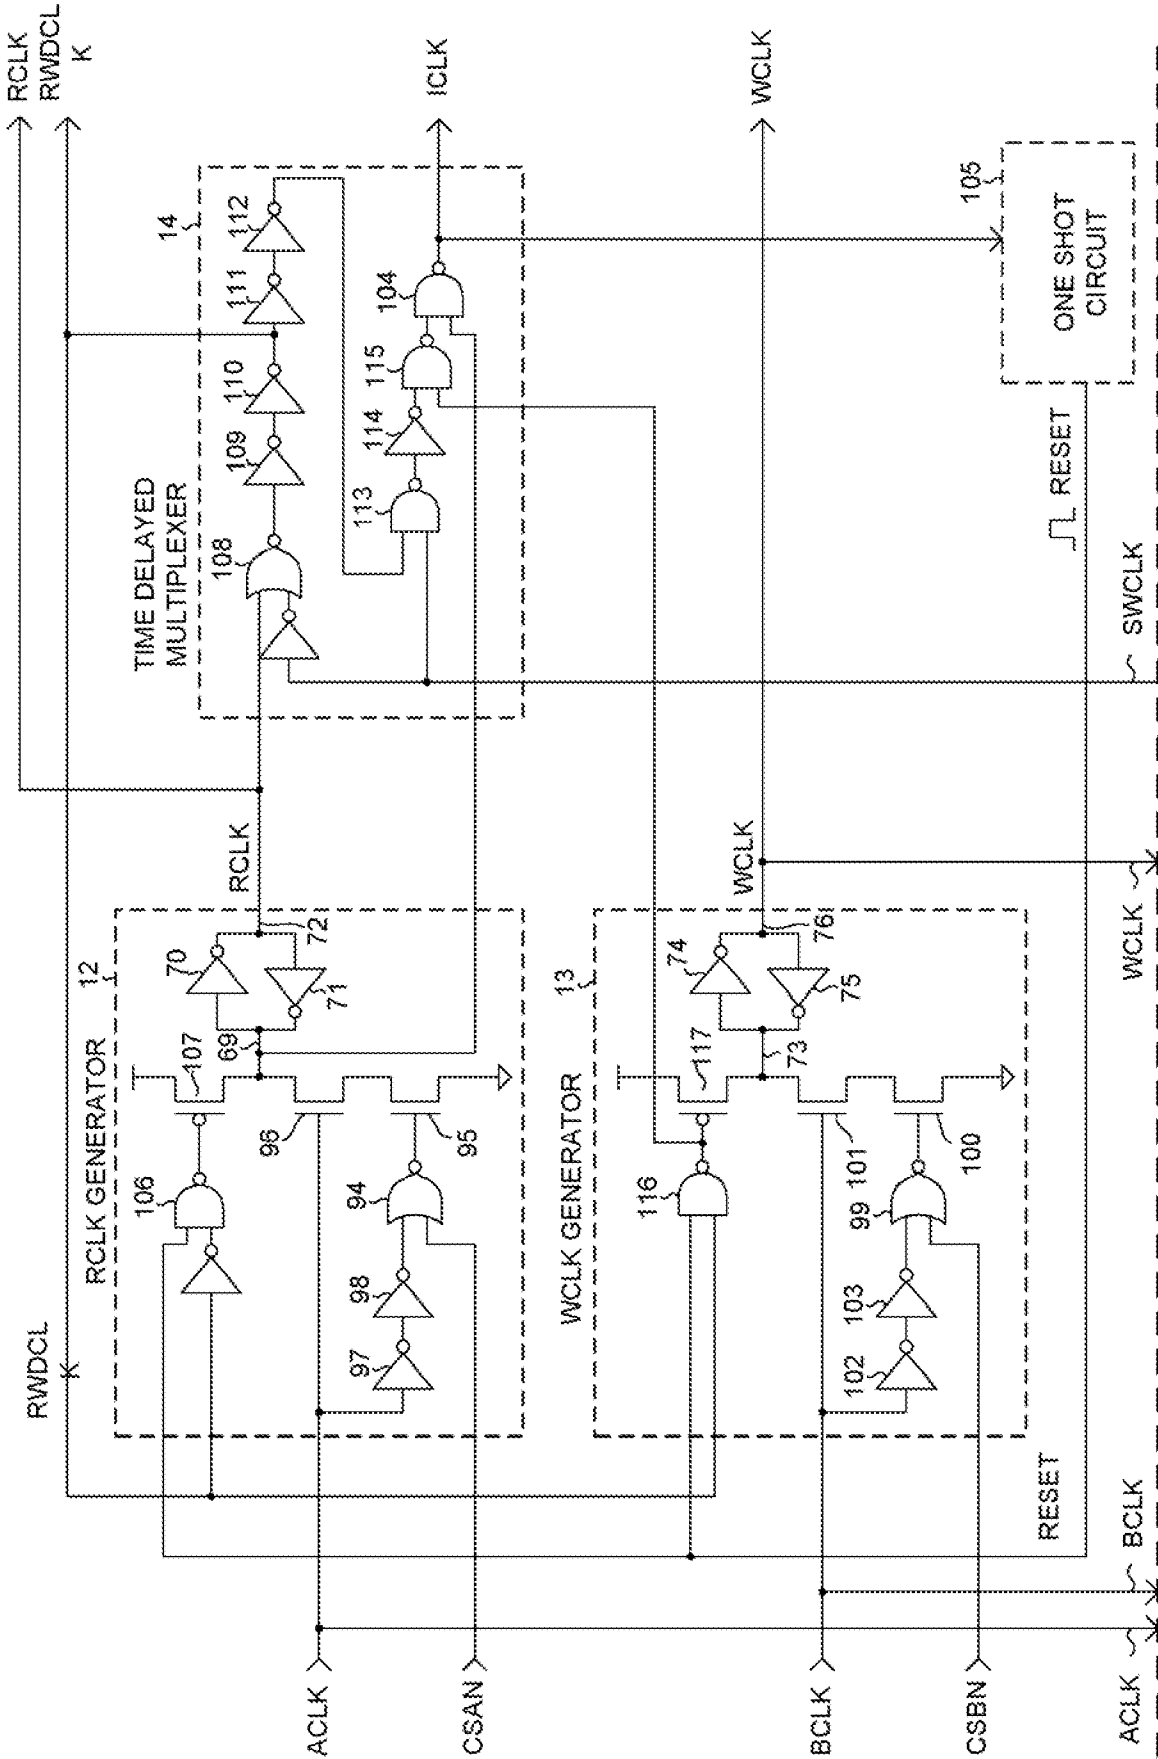 RCLK
RWDCL
K
ICLK
WCLK
14
TIME DELAYED
MULTIPLEXER
108
109
110
111
112
113
114
115
104
105
ONE SHOT
CIRCUIT
RESET
SWCLK
RCLK
WCLK
WCLK
12
RCLK GENERATOR
106
107
69
70
71
72
96
95
94
98
97
13
WCLK GENERATOR
116
117
73
74
75
76
101
100
99
103
102
RWDCL
K
RESET
ACLK
CSAN
BCLK
CSBN
ACLK
BCLK